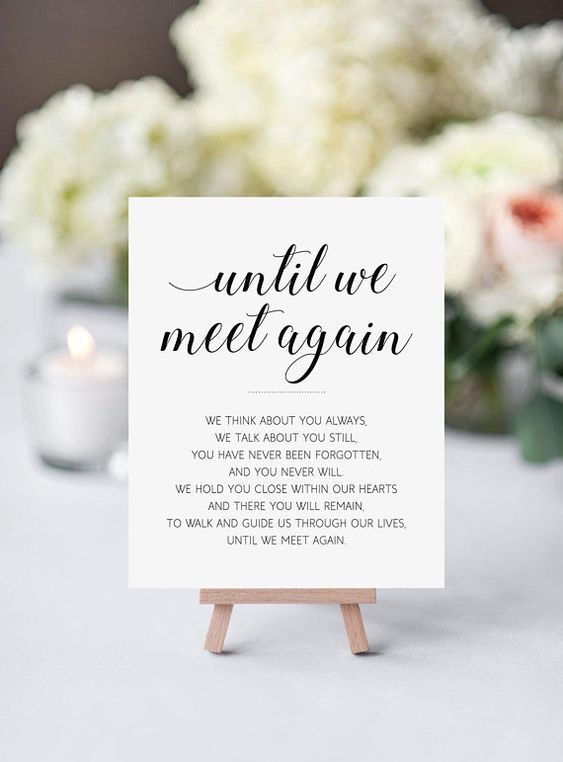 until we
meet again
WE THINK ABOUT YOU ALWAYS,
WE TALK ABOUT YOU STILL,
YOU HAVE NEVER BEEN FORGOTTEN,
AND YOU NEVER WILL.
WE HOLD YOU CLOSE WITHIN OUR HEARTS
AND THERE YOU WILL REMAIN,
TO WALK AND GUIDE US THROUGH OUR LIVES,
UNTIL WE MEET AGAIN.